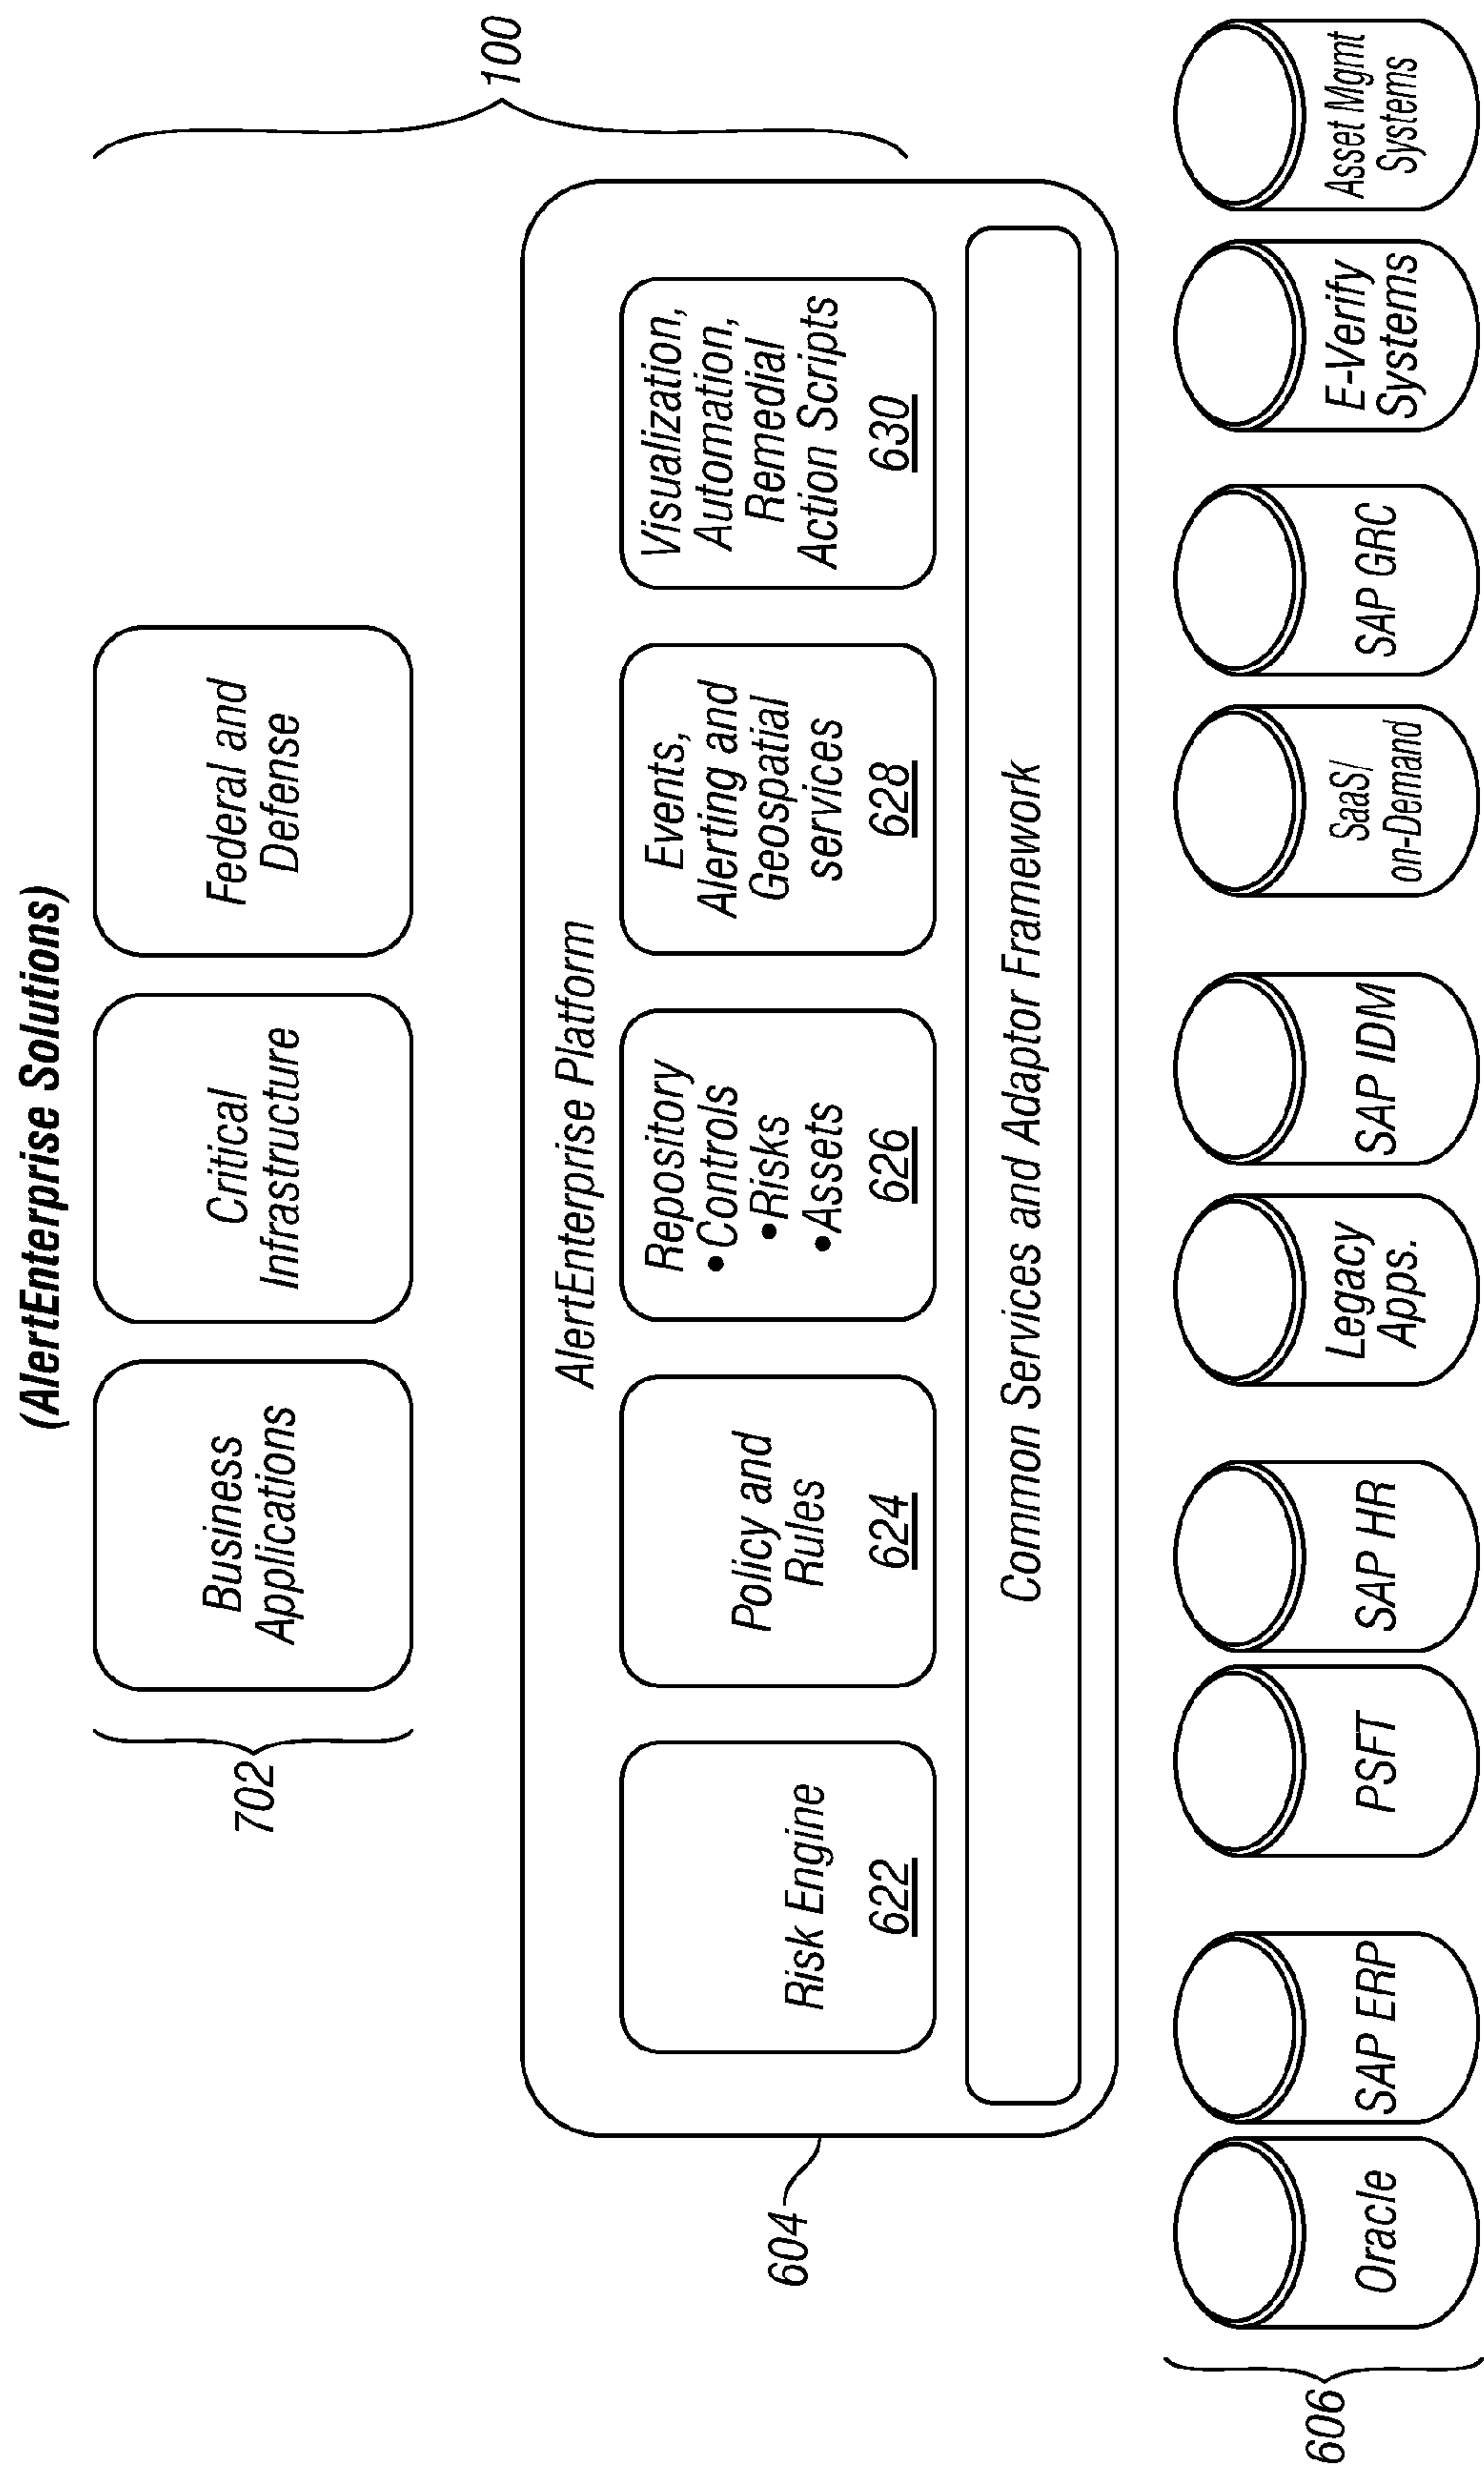 (AlertEnterprise Solutions)
702
Business
Applications
Critical
Infrastructure
Federal and
Defense
100
AlertEnterprise Platform
604
Risk Engine
622
Policy and
Rules
624
Repository
•Controls
•Risks
•Assets
626
Events,
Alerting and
Geospatial
services
628
Visualization,
Automation,
Remedial
Action Scripts
630
Common Services and Adaptor Framework
606
Oracle
SAP ERP
PSFT
SAP HR
Legacy
Apps.
SAP IDM
SaaS/
on-Demand
SAP GRC
E-Verify
Systems
Asset Mgmt
Systems